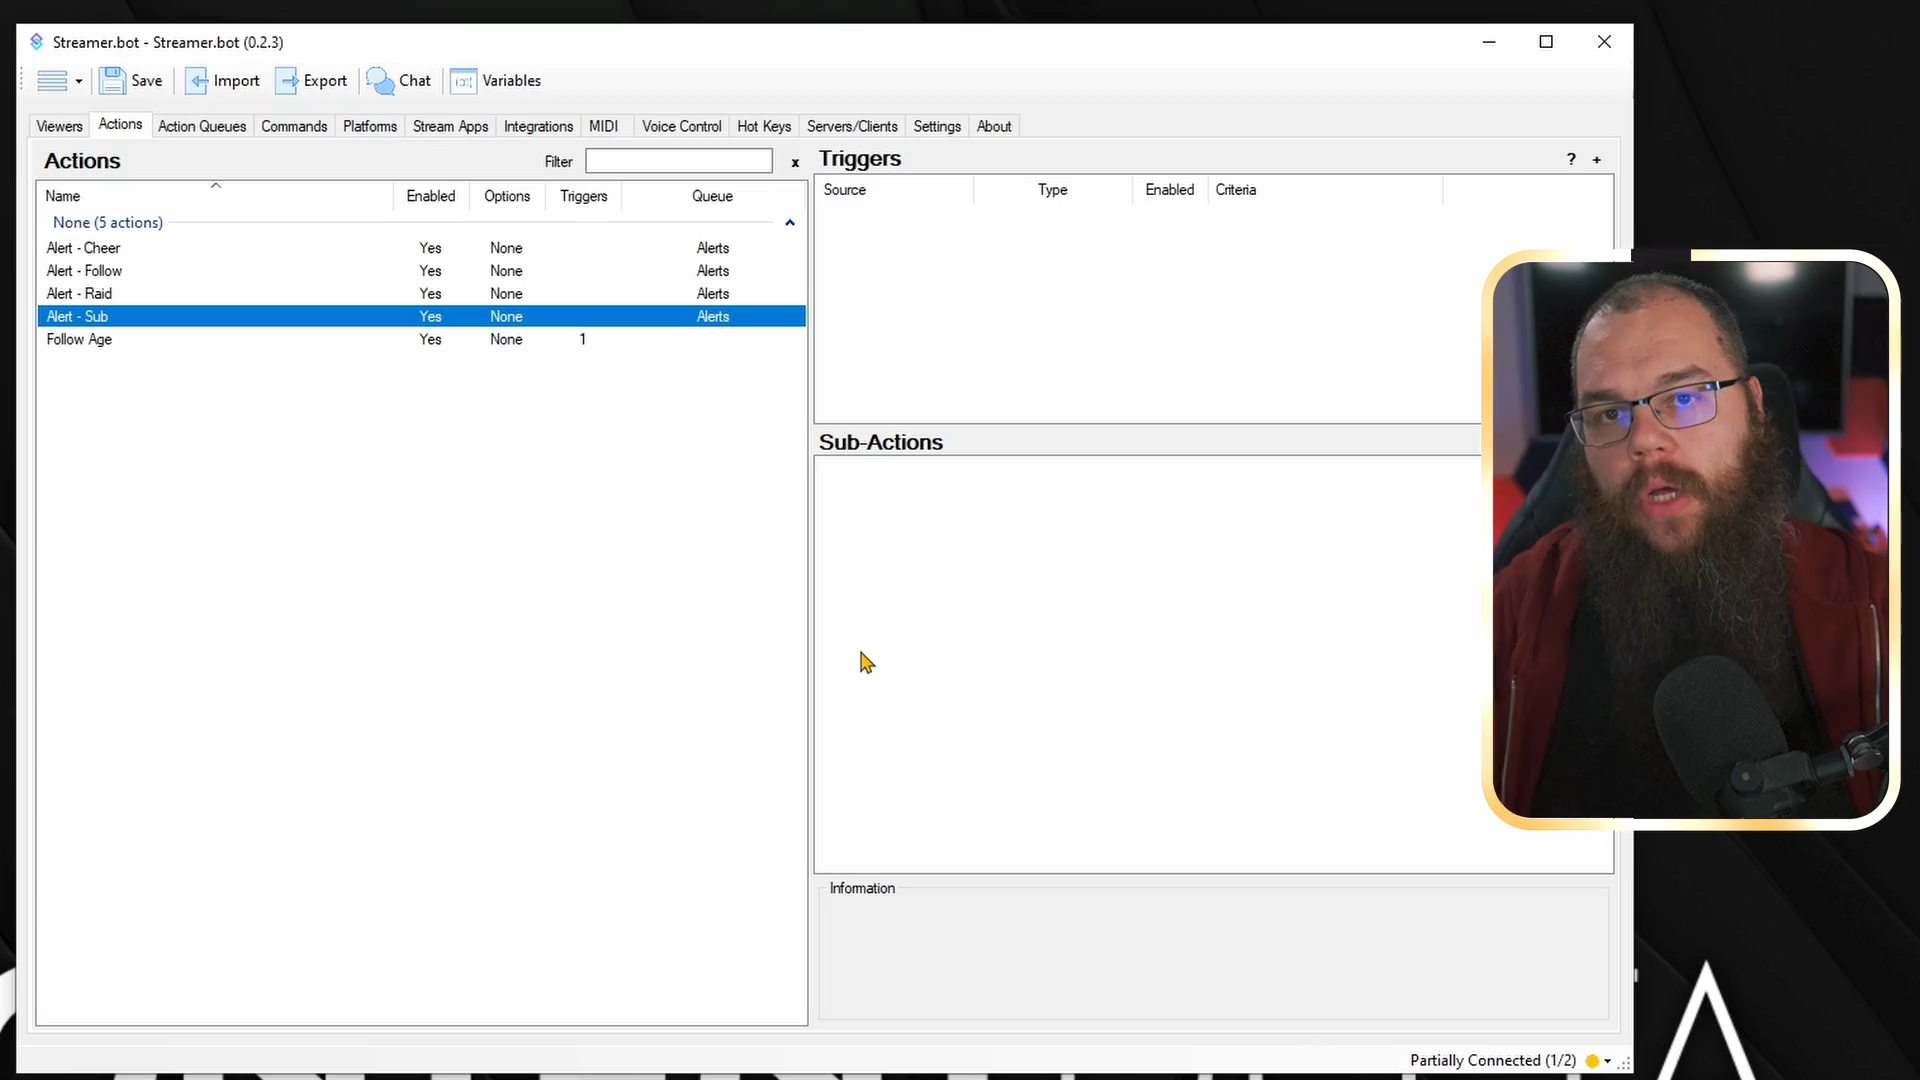 Streamer.bot - Streamer.bot (0.2.3)
Save Import Export Chat Variables
Viewers Actions Action Queues Commands Platforms Stream Apps Integrations MIDI Voice Control Hot Keys Servers/Clients Settings About
Actions Filter x
Name Enabled Options Triggers Queue
None (5 actions)
Alert - Cheer Yes None Alerts
Alert - Follow Yes None Alerts
Alert - Raid Yes None Alerts
Alert - Sub Yes None Alerts
Follow Age Yes None 1
Triggers ? +
Source Type Enabled Criteria
Sub-Actions
Information
Partially Connected (1/2)